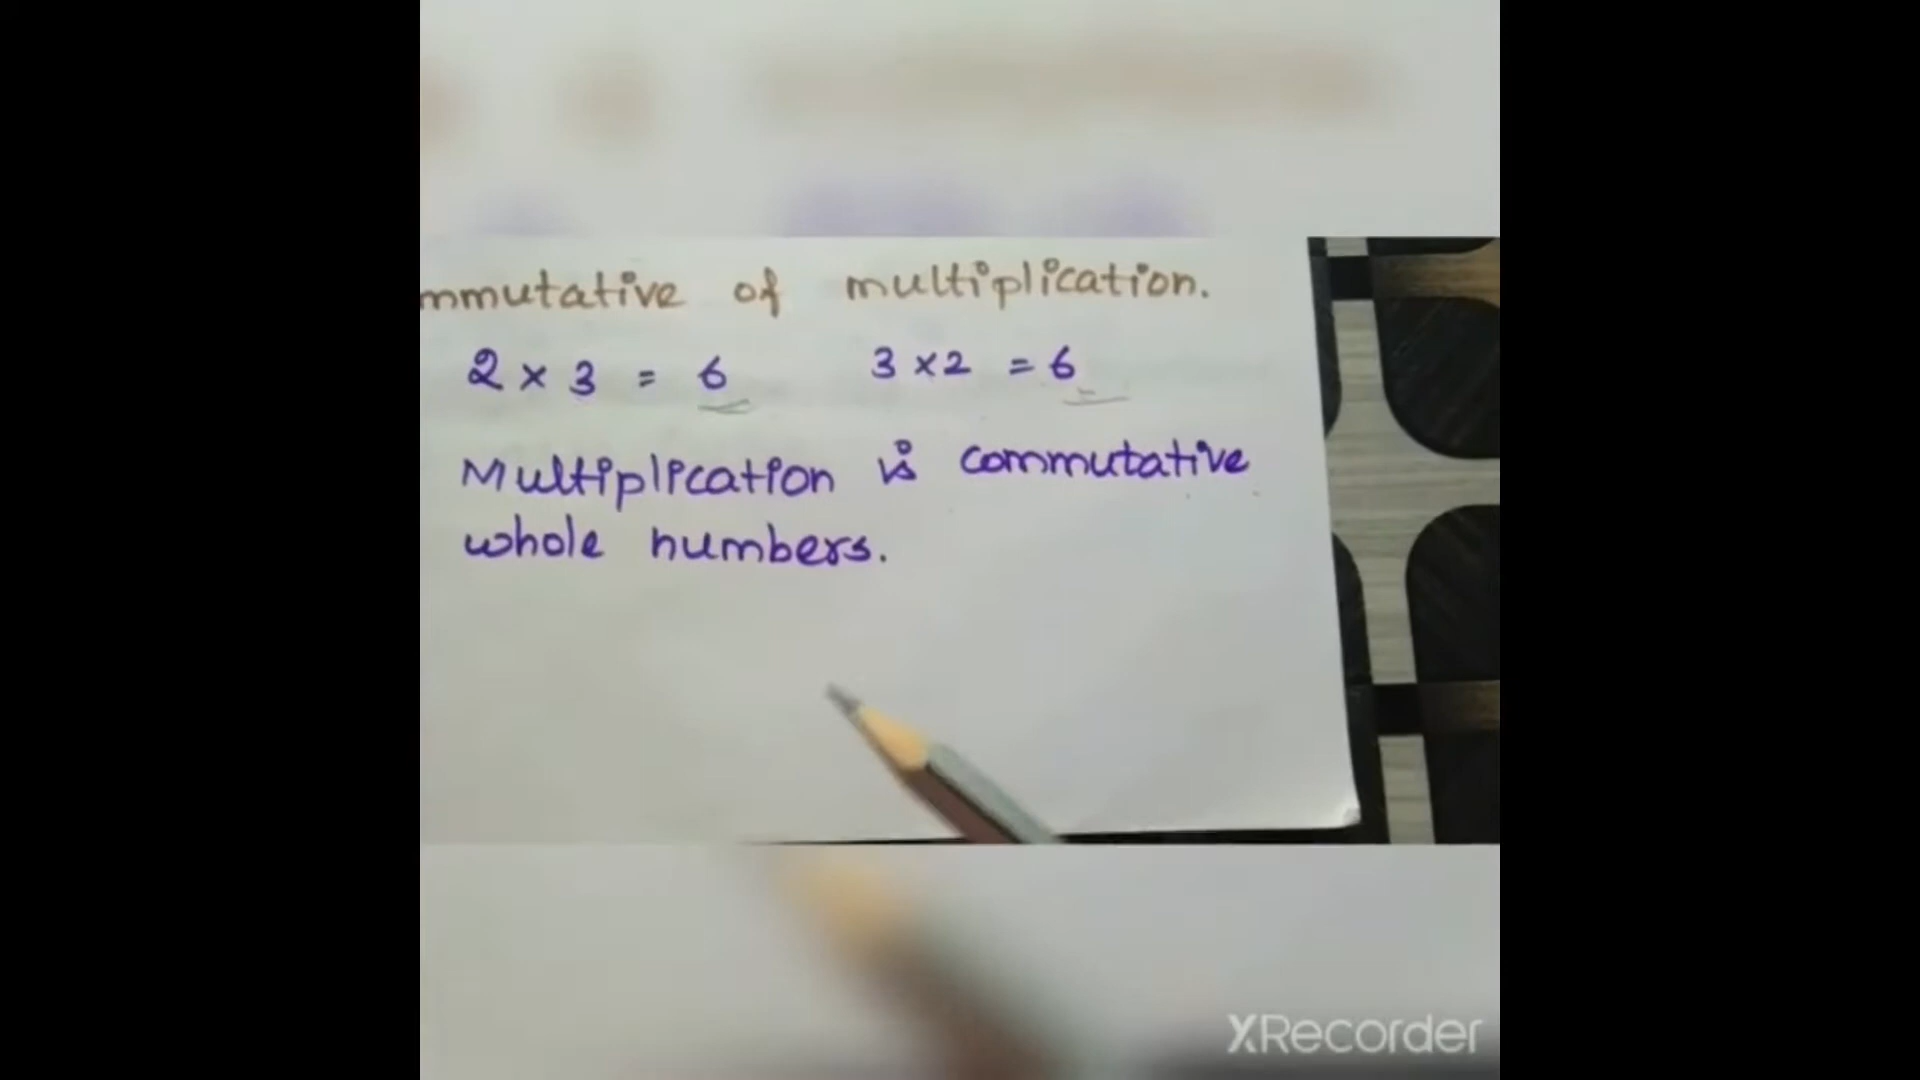 mmutative of multiplication.
2 × 3 = 6 3 × 2 = 6
Multiplication is commutative
whole numbers.
XRecorder